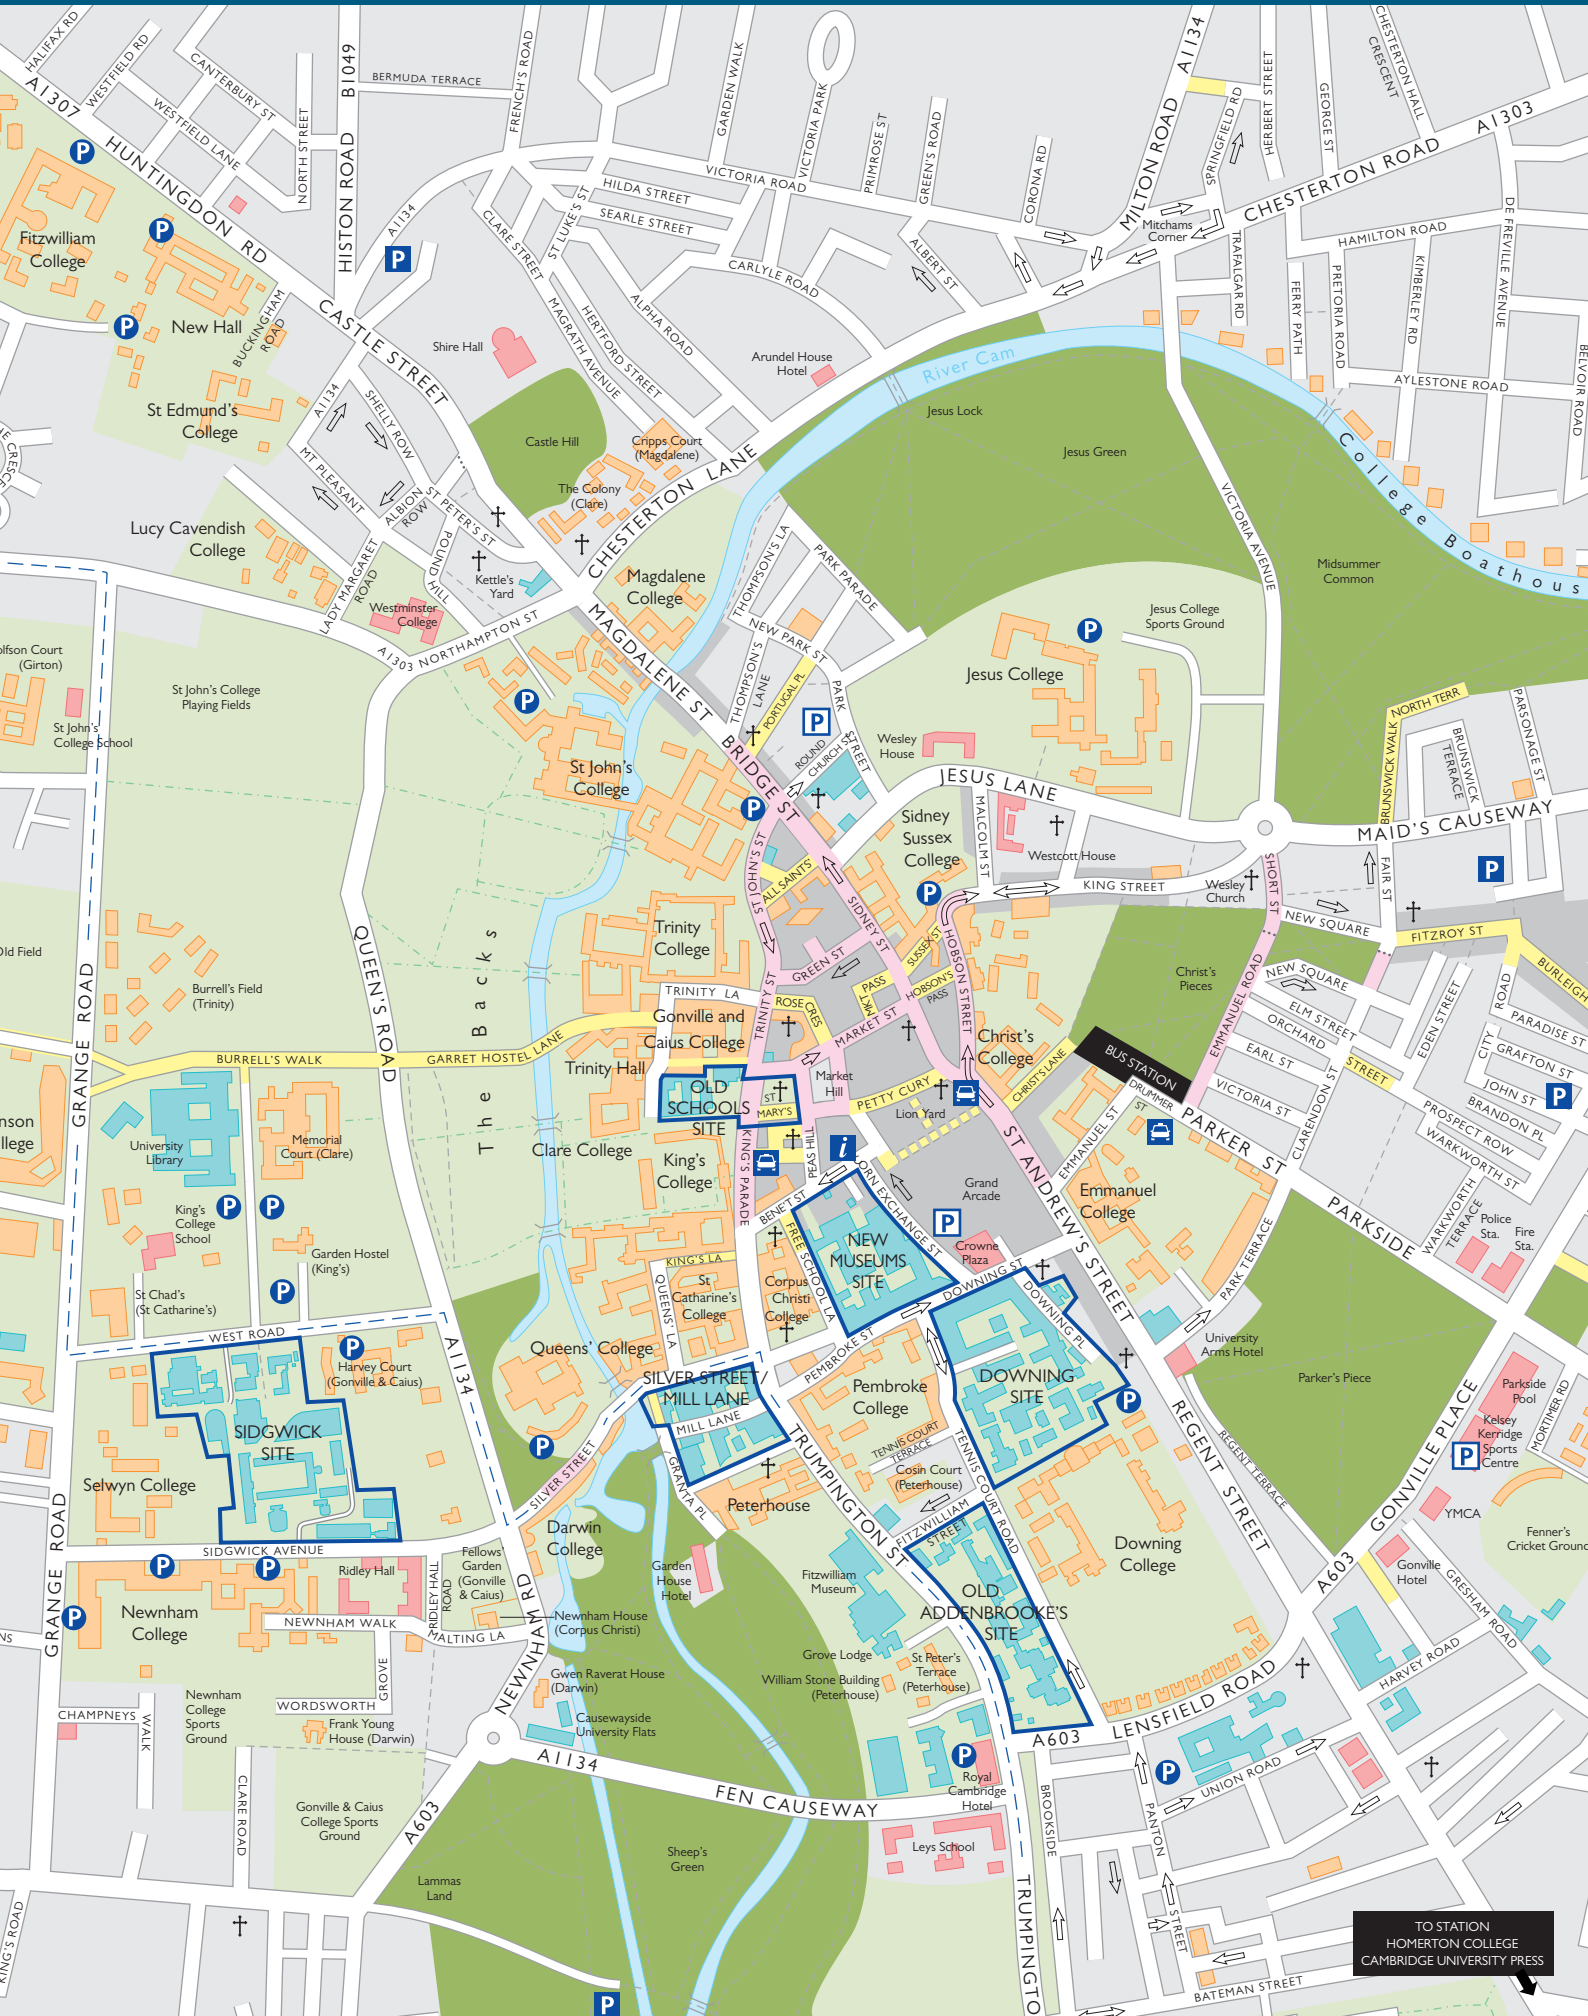 HALIFAX RD
WESTFIELD RD
CANTERBURY ST
A1307
WESTFIELD LANE
NORTH STREET
HUNTINGDON RD
HISTON ROAD B1049
BERMUDA TERRACE
FRENCH'S ROAD
GARDEN WALK
VICTORIA PARK
PRIMROSE ST
GREEN'S ROAD
CORONA RD
MILTON ROAD
A1134
SPRINGFIELD RD
HERBERT STREET
GEORGE ST
CHESTERTON HALL
CRESCENT
A1303
CHESTERTON ROAD
P
Fitzwilliam
College
P
P
A1134
HILDA STREET
VICTORIA ROAD
SEARLE STREET
CLARE STREET
ST LUKE'S ST
CARLYLE ROAD
ALBERT ST
Mitchams
Corner
TRAFALGAR RD
HAMILTON ROAD
DE FREVILLE AVENUE
FERRY PATH
PRETORIA ROAD
KIMBERLEY RD
AYLESTONE ROAD
BELVOIR ROAD
P
New Hall
BUCKINGHAM
ROAD
CASTLE STREET
Shire Hall
MAGRATH AVENUE
HERTFORD STREET
ALPHA ROAD
Arundel House
Hotel
River Cam
Jesus Lock
Jesus Green
St Edmund's
College
A1134
SHELLY ROW
MT PLEASANT
ALBION
ROW
ST PETER'S ST
Castle Hill
Cripps Court
(Magdalene)
The Colony
(Clare)
CHESTERTON LANE
College Boathous
VICTORIA AVENUE
Midsummer
Common
Lucy Cavendish
College
LADY MARGARET
ROAD
POUND HILL
Kettle's
Yard
Westminster
College
A1303 NORTHAMPTON ST
Magdalene
College
MAGDALENE ST
THOMPSON'S LA
PARK PARADE
NEW PARK ST
THOMPSON'S
LANE
PORTUGAL PL
PARK
STREET
P
ROUND
CHURCH ST
Jesus College
P
Jesus College
Sports Ground
olfson Court
(Girton)
St John's College
Playing Fields
St John's
College School
P
St John's
College
BRIDGE ST
P
Wesley
House
JESUS LANE
MALCOLM ST
Westcott House
Sidney
Sussex
College
P
KING STREET
Wesley
Church
SHORT ST
BRUNSWICK WALK
NORTH TERR
BRUNSWICK
TERRACE
PARSONAGE ST
MAID'S CAUSEWAY
FAIR ST
P
NEW SQUARE
FITZROY ST
BURLEIGH
Old Field
GRANGE ROAD
Burrell's Field
(Trinity)
QUEEN'S ROAD
The Backs
Trinity
College
ST JOHN'S ST
ALL SAINTS
SIDNEY ST
GREEN ST
SUSSEX ST
HOBSON STREET
HOBSON'S
PASS
MKT PASS
TRINITY LA
TRINITY ST
ROSE CRES
MARKET ST
Gonville and
Caius College
Christ's
College
Christ's
Pieces
EMMANUEL ROAD
NEW SQUARE
ELM STREET
ORCHARD
STREET
EARL ST
VICTORIA ST
CLARENDON ST
EDEN STREET
CITY
ROAD
PARADISE ST
GRAFTON ST
JOHN ST
BRANDON PL
P
PROSPECT ROW
WARKWORTH ST
WARKWORTH
TERRACE
BURRELL'S WALK
GARRET HOSTEL LANE
Trinity Hall
OLD
SCHOOLS
SITE
ST
MARY'S
Market
Hill
PETTY CURY
CHRIST'S LANE
BUS STATION
DRUMMER
ST
Lion Yard
University
Library
Memorial
Court (Clare)
P
P
King's
College
School
Garden Hostel
(King's)
P
St Chad's
(St Catharine's)
Clare College
King's
College
KING'S PARADE
PEAS HILL
i
CORN EXCHANGE ST
BENET ST
FREE SCHOOL LA
NEW
MUSEUMS
SITE
Grand
Arcade
P
Crowne
Plaza
DOWNING ST
ST ANDREW'S STREET
EMMANUEL ST
Emmanuel
College
PARKER ST
PARK TERRACE
PARKSIDE
Police
Sta.
Fire
Sta.
KING'S LA
QUEENS' LA
St
Catharine's
College
Corpus
Christi
College
PEMBROKE ST
DOWNING PL
University
Arms Hotel
Parker's Piece
Parkside
Pool
Kelsey
Kerridge
Sports
Centre
P
MORTIMER RD
WEST ROAD
P
Harvey Court
(Gonville & Caius)
A1134
Queens' College
SILVER STREET/
MILL LANE
MILL LANE
Pembroke
College
DOWNING
SITE
P
SIDGWICK
SITE
Selwyn College
P
SILVER STREET
GRANTA PL
TRUMPINGTON ST
TENNIS COURT
TERRACE
Cosin Court
(Peterhouse)
TENNIS COURT ROAD
REGENT STREET
REGENT TERRACE
GONVILLE PLACE
YMCA
Fenner's
Cricket Ground
Gonville
Hotel
GRESHAM ROAD
A603
Peterhouse
Darwin
College
FITZWILLIAM
STREET
Downing
College
SIDGWICK AVENUE
P
P
Ridley Hall
RIDLEY HALL
ROAD
Fellows'
Garden
(Gonville
& Caius)
Garden
House
Hotel
Fitzwilliam
Museum
OLD
ADDENBROOKE'S
SITE
GRANGE ROAD
P
Newnham
College
NEWNHAM WALK
MALTING LA
NEWNHAM RD
Newnham House
(Corpus Christi)
Grove Lodge
William Stone Building
(Peterhouse)
St Peter's
Terrace
(Peterhouse)
HARVEY ROAD
LENSFIELD ROAD
A603
GROVE
WORDSWORTH
Newnham
College
Sports
Ground
Frank Young
House (Darwin)
Gwen Raverat House
(Darwin)
Causewayside
University Flats
CHAMPNEYS
WALK
CLARE ROAD
A1134
FEN CAUSEWAY
P
Royal
Cambridge
Hotel
Leys School
P
UNION ROAD
BROOKSIDE
PANTON
STREET
Gonville & Caius
College Sports
Ground
A603
Sheep's
Green
Lammas
Land
KING'S ROAD
P
TRUMPINGTO
BATEMAN STREET
TO STATION
HOMERTON COLLEGE
CAMBRIDGE UNIVERSITY PRESS